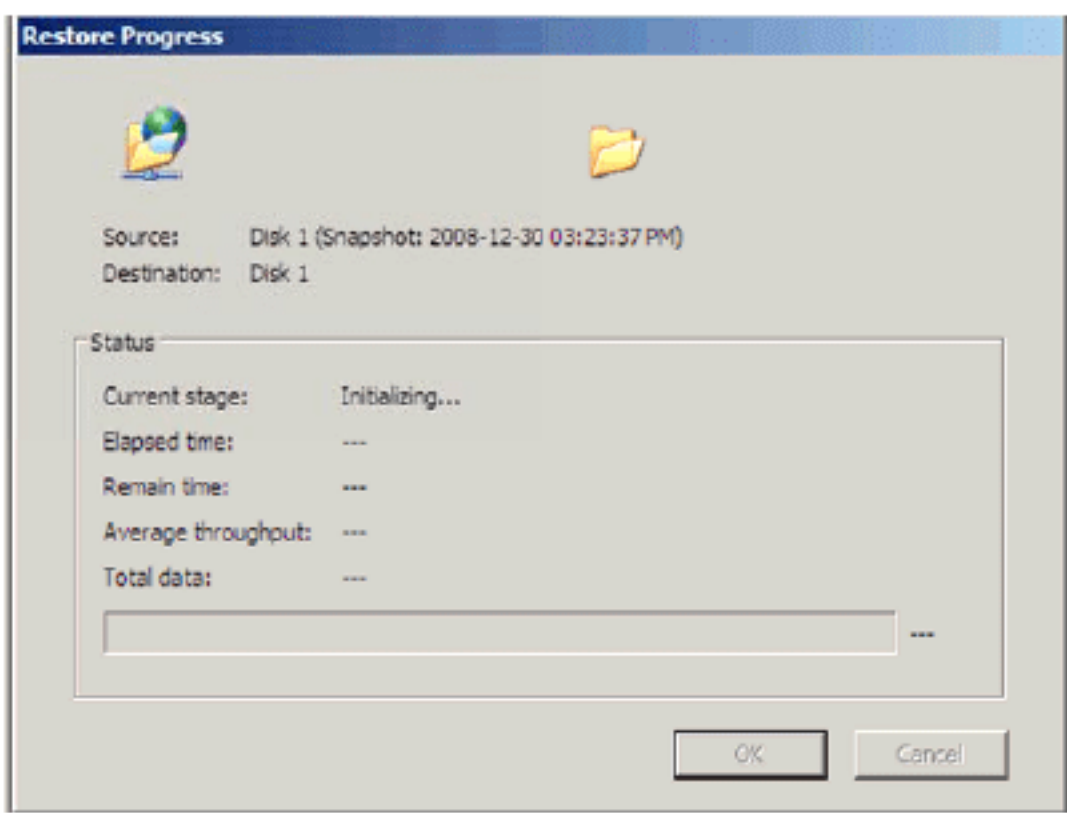 Restore Progress
Source: Disk 1 (Snapshot: 2008-12-30 03:23:37 PM)
Destination: Disk 1
Status
Current stage: Initializing...
Elapsed time: ---
Remain time: ---
Average throughput: ---
Total data: ---
---
OK Cancel